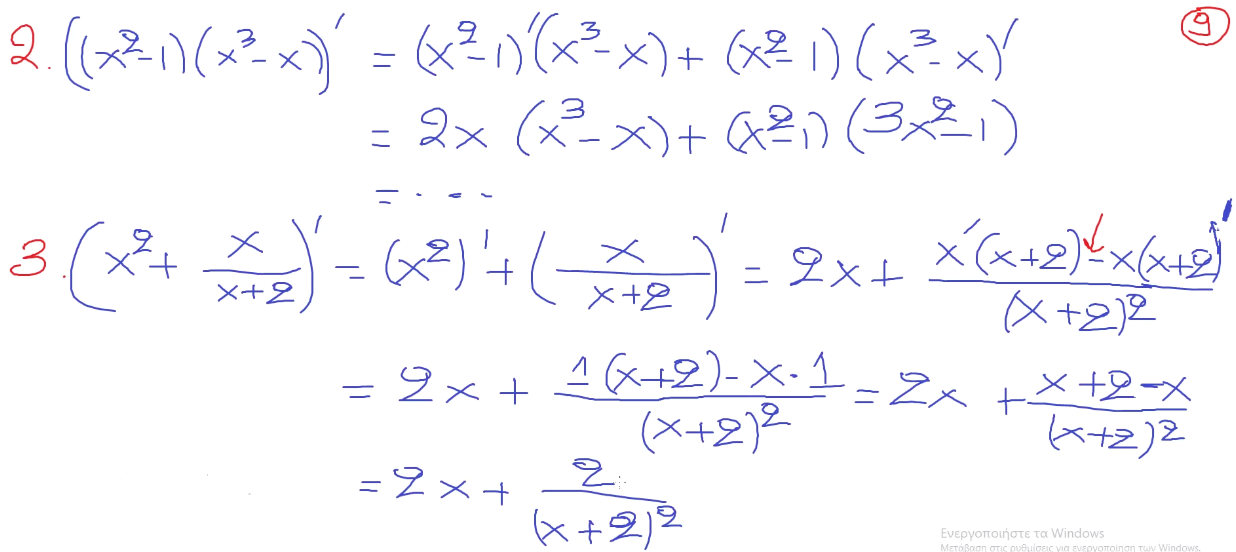 9
2. ((x²-1)(x³-x))' = (x²-1)'(x³-x) + (x²-1)(x³-x)'
= 2x (x³-x) + (x²-1)(3x²-1)
= ....
3. (x² + x/(x+2))' = (x²)' + (x/(x+2))' = 2x + (x'(x+2) - x(x+2)')/(x+2)²
= 2x + (1(x+2) - x·1)/(x+2)² = 2x + (x+2-x)/(x+2)²
= 2x + 2/(x+2)²
Ενεργοποιήστε τα Windows
Μετάβαση στις ρυθμίσεις για ενεργοποίηση των Windows.